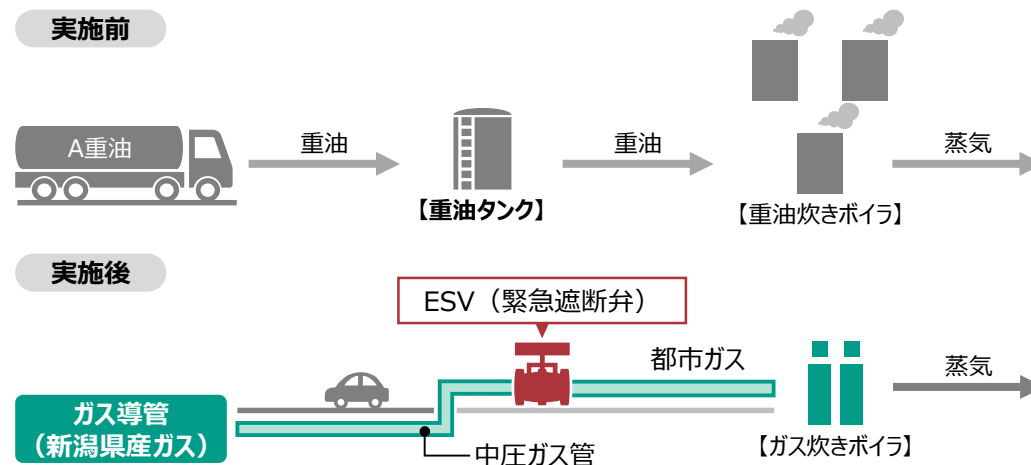 実施前
A重油
重油
重油
蒸気
【重油タンク】
【重油炊きボイラ】
実施後
ESV（緊急遮断弁）
都市ガス
蒸気
ガス導管
（新潟県産ガス）
中圧ガス管
【ガス炊きボイラ】